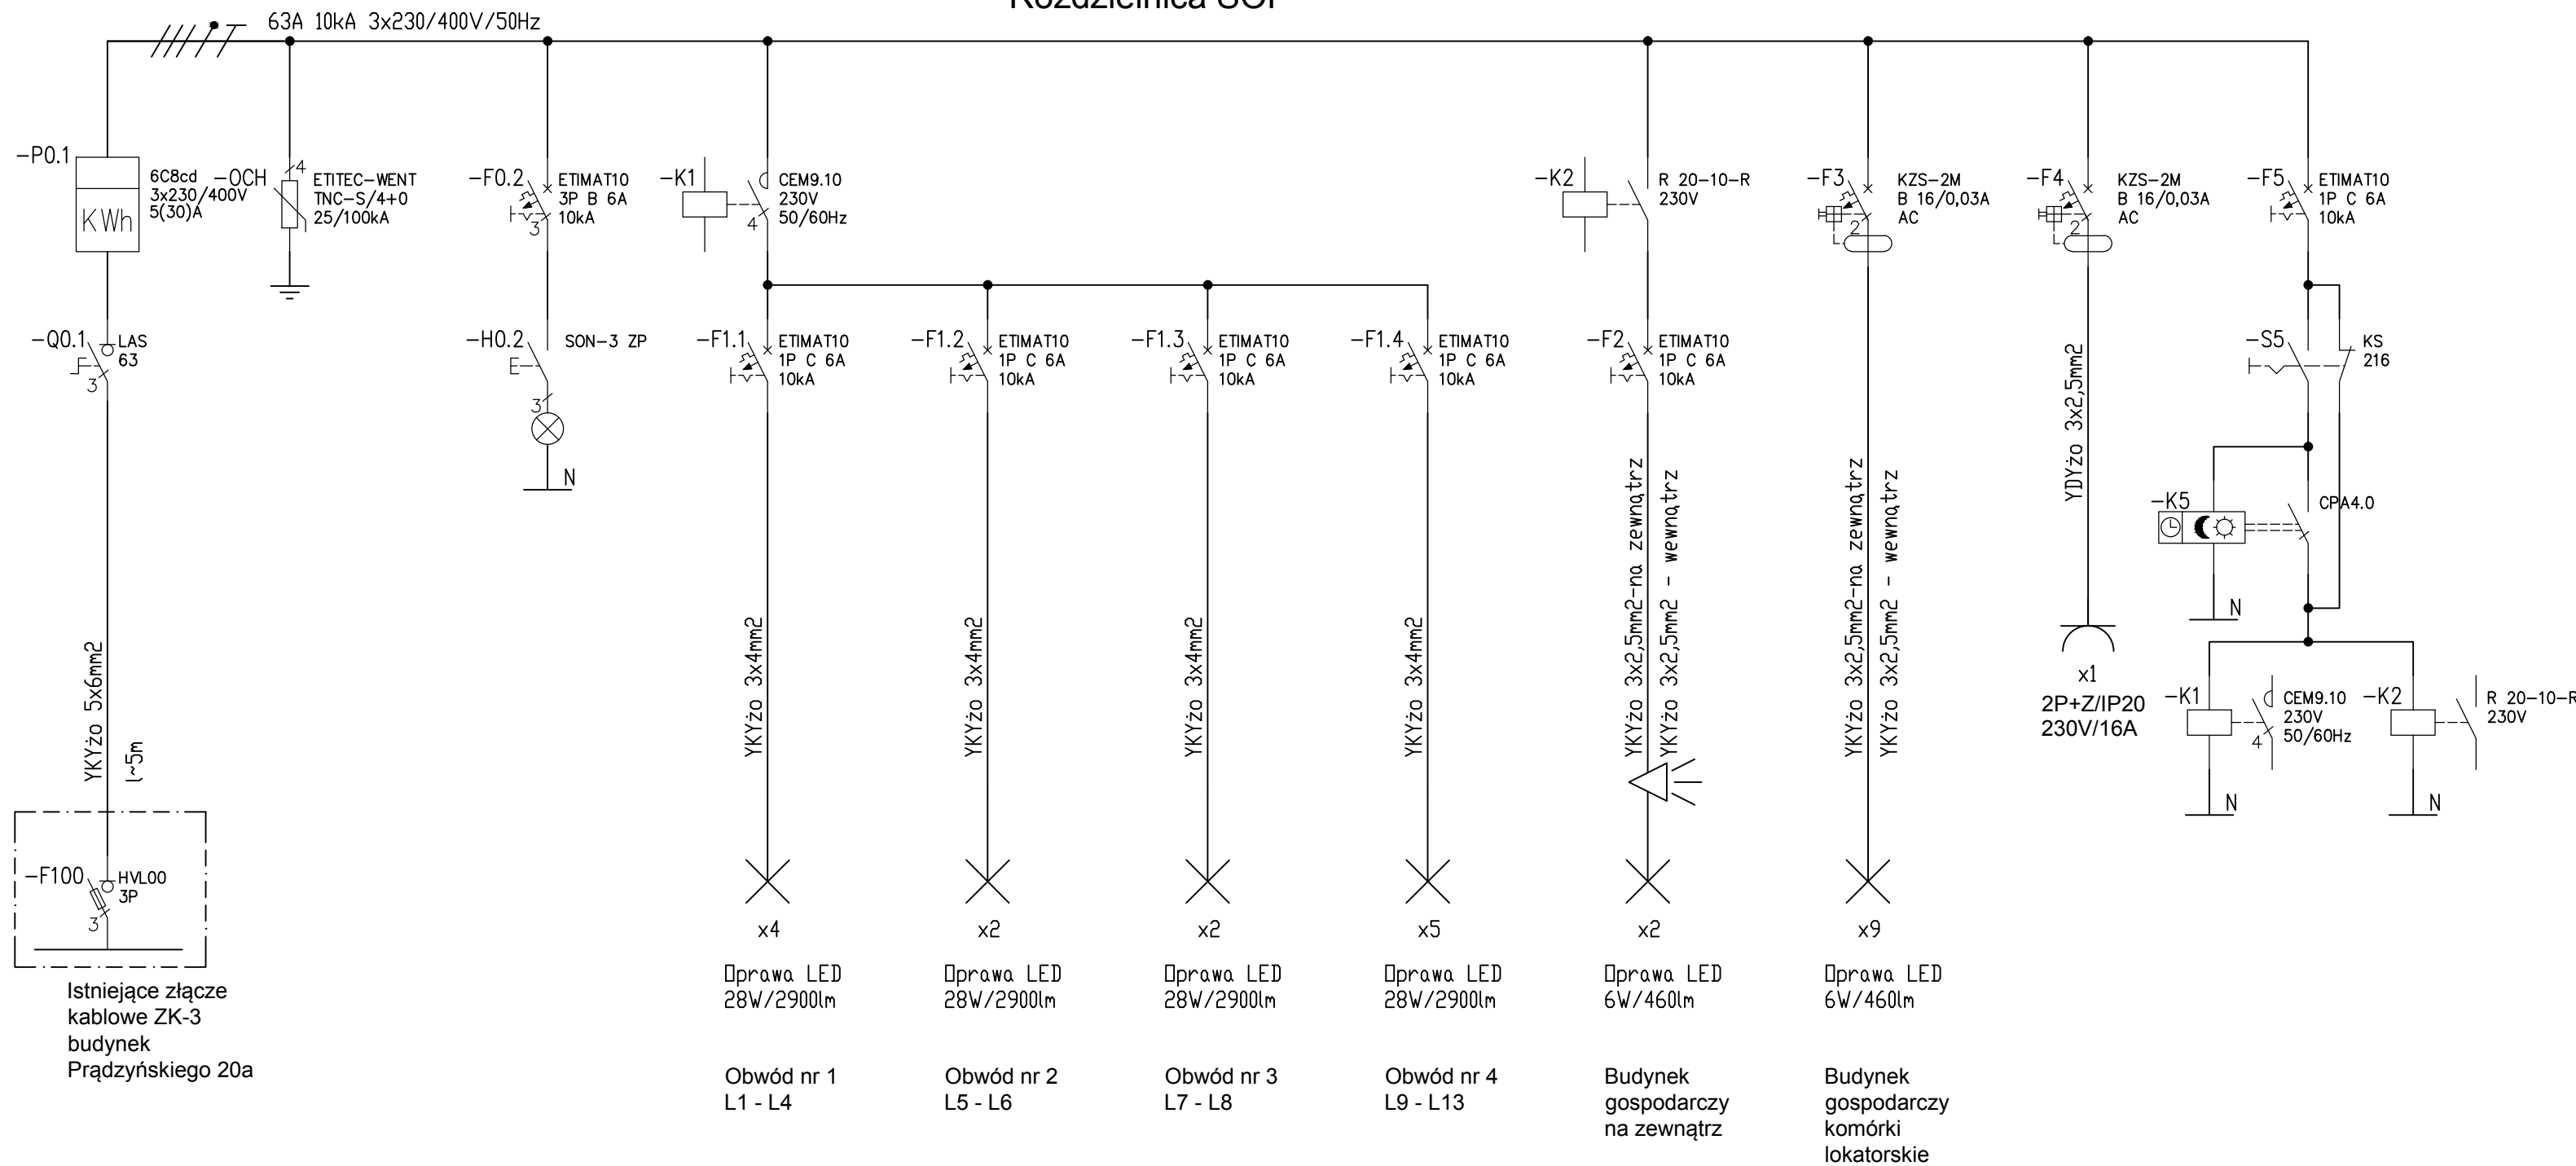 63A 10kA 3x230/400V/50Hz
-P0.1
KWh
6C8cd
3x230/400V
5(30)A
-OCH
4
ETITEC-WENT
TNC-S/4+0
25/100kA
-F0.2
3
ETIMAT10
3P B 6A
10kA
-K1
4
CEM9.10
230V
50/60Hz
-K2
R 20-10-R
230V
-F3
2
KZS-2M
B 16/0,03A
AC
-F4
2
KZS-2M
B 16/0,03A
AC
-F5
ETIMAT10
1P C 6A
10kA
-Q0.1
3
LAS
63
-H0.2
3
SON-3 ZP
N
-F1.1
ETIMAT10
1P C 6A
10kA
-F1.2
ETIMAT10
1P C 6A
10kA
-F1.3
ETIMAT10
1P C 6A
10kA
-F1.4
ETIMAT10
1P C 6A
10kA
-F2
ETIMAT10
1P C 6A
10kA
-S5
KS
216
-K5
CPA4.0
N
YKYżo 5x6mm2
l~5m
YKYżo 3x4mm2
YKYżo 3x4mm2
YKYżo 3x4mm2
YKYżo 3x4mm2
YKYżo 3x2,5mm2-na zewnątrz
YKYżo 3x2,5mm2 - wewnątrz
YKYżo 3x2,5mm2-na zewnątrz
YKYżo 3x2,5mm2 - wewnątrz
YDYżo 3x2,5mm2
x1
2P+Z/IP20
230V/16A
-K1
4
CEM9.10
230V
50/60Hz
N
-K2
R 20-10-R
230V
N
-F100
3
HVL00
3P
Istniejące złącze
kablowe ZK-3
budynek
Prądzyńskiego 20a
x4
Oprawa LED
28W/2900lm
Obwód nr 1
L1 - L4
x2
Oprawa LED
28W/2900lm
Obwód nr 2
L5 - L6
x2
Oprawa LED
28W/2900lm
Obwód nr 3
L7 - L8
x5
Oprawa LED
28W/2900lm
Obwód nr 4
L9 - L13
x2
Oprawa LED
6W/460lm
Budynek
gospodarczy
na zewnątrz
x9
Oprawa LED
6W/460lm
Budynek
gospodarczy
komórki
lokatorskie